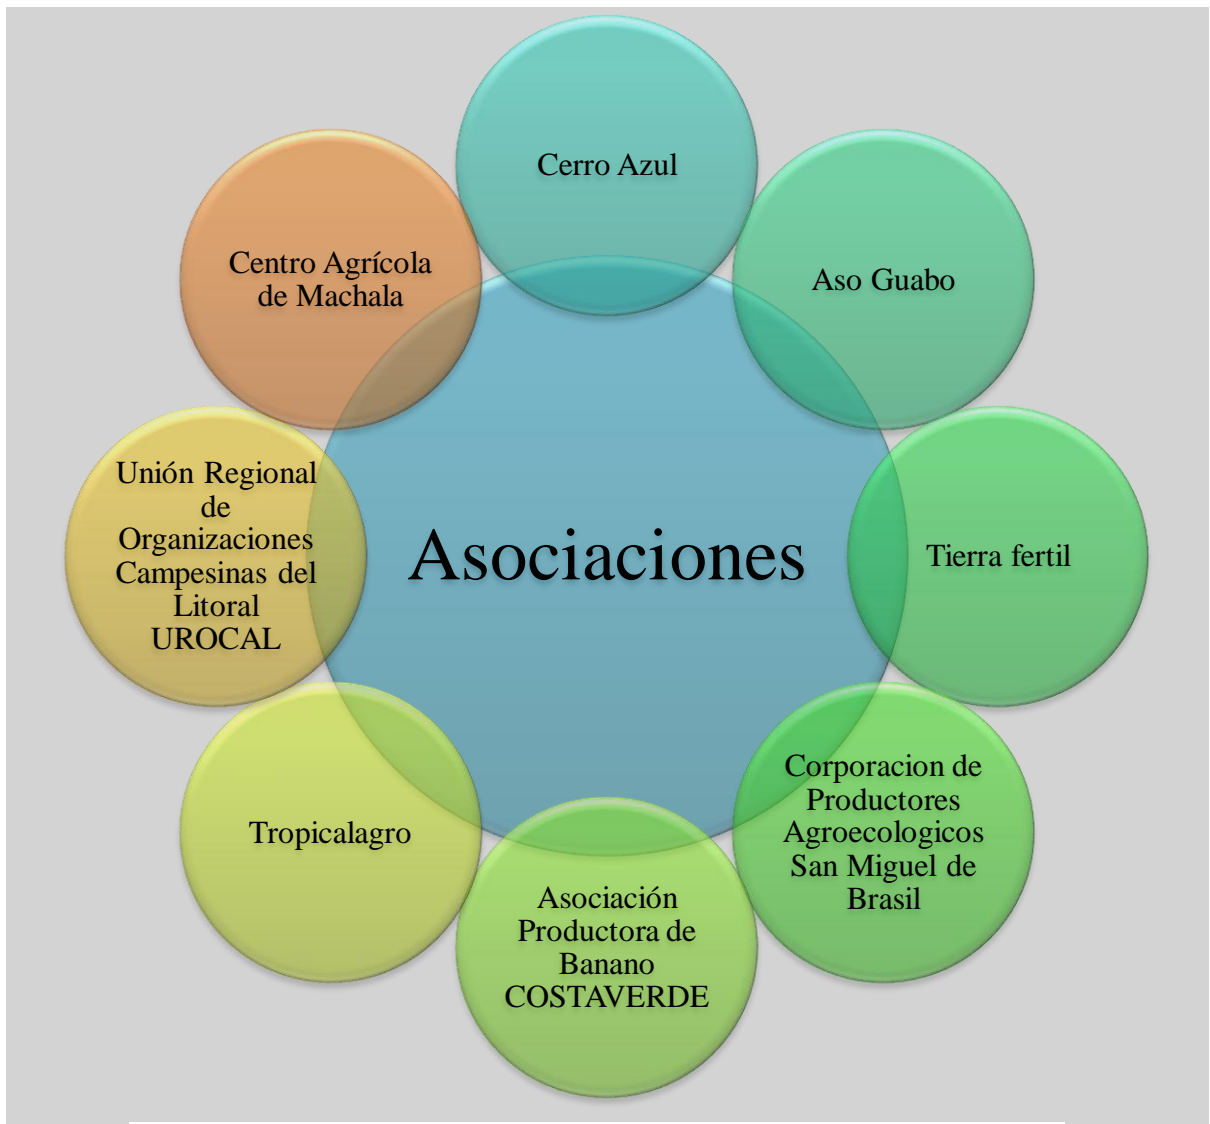 Cerro Azul
Aso Guabo
Tierra fertil
Corporacion de
Productores
Agroecologicos
San Miguel de
Brasil
Asociación
Productora de
Banano
COSTAVERDE
Tropicalagro
Unión Regional
de
Organizaciones
Campesinas del
Litoral
UROCAL
Centro Agrícola
de Machala
Asociaciones